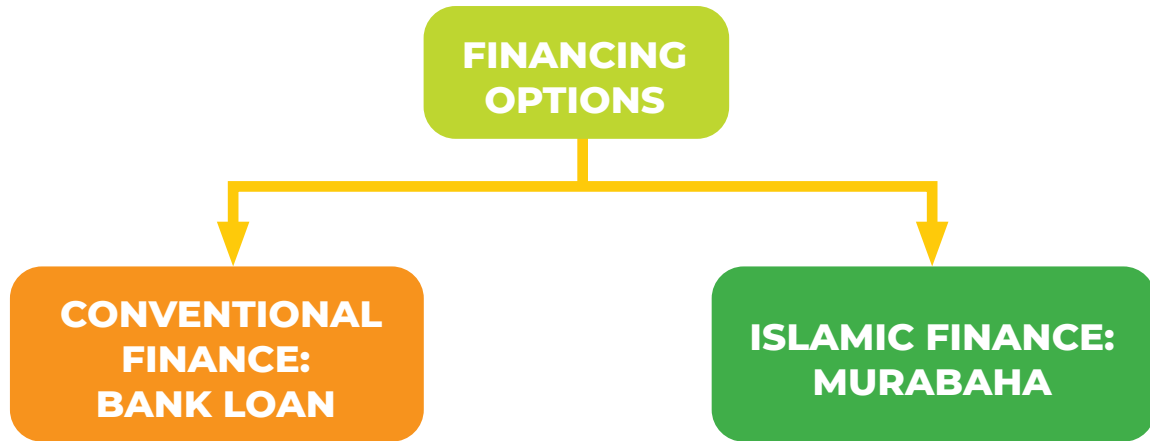 FINANCING
OPTIONS
CONVENTIONAL
FINANCE:
BANK LOAN
ISLAMIC FINANCE:
MURABAHA